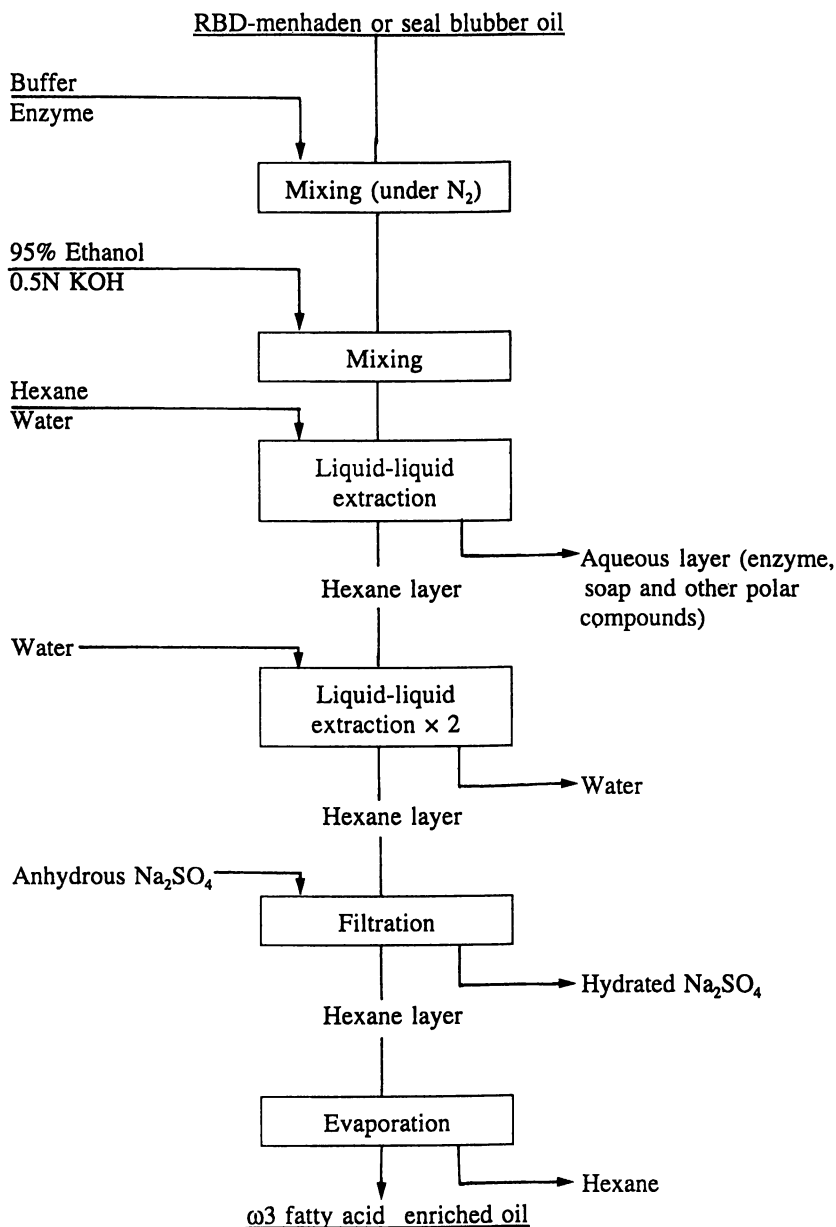 RBD-menhaden or seal blubber oil
Buffer
Enzyme
Mixing (under N₂)
95% Ethanol
0.5N KOH
Mixing
Hexane
Water
Liquid-liquid
extraction
Aqueous layer (enzyme,
soap and other polar
compounds)
Hexane layer
Water
Liquid-liquid
extraction × 2
Water
Hexane layer
Anhydrous Na₂SO₄
Filtration
Hydrated Na₂SO₄
Hexane layer
Evaporation
Hexane
ω3 fatty acid enriched oil